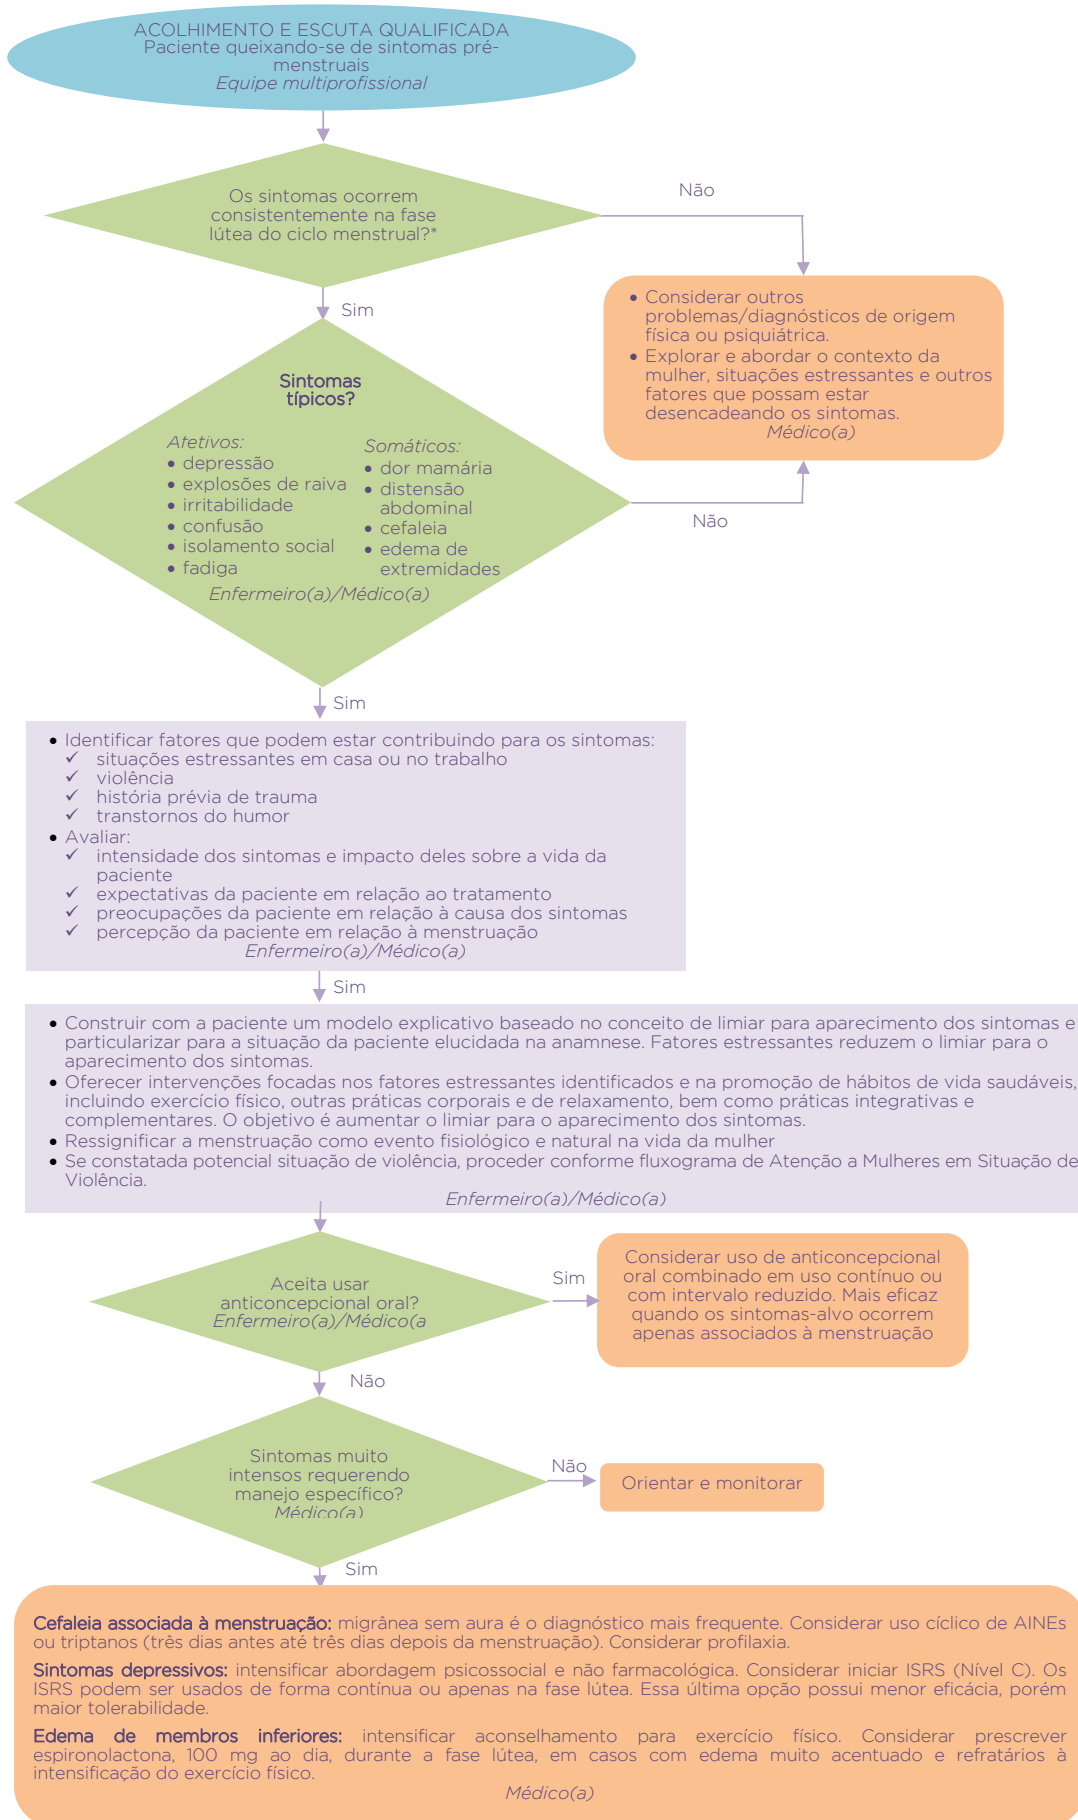 ACOLHIMENTO E ESCUTA QUALIFICADA
Paciente queixando-se de sintomas pré-
menstruais
Equipe multiprofissional
Os sintomas ocorrem
consistentemente na fase
lútea do ciclo menstrual?*
Não
Sim
• Considerar outros
problemas/diagnósticos de origem
física ou psiquiátrica.
• Explorar e abordar o contexto da
mulher, situações estressantes e outros
fatores que possam estar
desencadeando os sintomas.
Médico(a)
Sintomas
típicos?
Afetivos:
• depressão
• explosões de raiva
• irritabilidade
• confusão
• isolamento social
• fadiga
Somáticos:
• dor mamária
• distensão
abdominal
• cefaleia
• edema de
extremidades
Enfermeiro(a)/Médico(a)
Não
Sim
• Identificar fatores que podem estar contribuindo para os sintomas:
✓ situações estressantes em casa ou no trabalho
✓ violência
✓ história prévia de trauma
✓ transtornos do humor
• Avaliar:
✓ intensidade dos sintomas e impacto deles sobre a vida da
paciente
✓ expectativas da paciente em relação ao tratamento
✓ preocupações da paciente em relação à causa dos sintomas
✓ percepção da paciente em relação à menstruação
Enfermeiro(a)/Médico(a)
Sim
• Construir com a paciente um modelo explicativo baseado no conceito de limiar para aparecimento dos sintomas e
particularizar para a situação da paciente elucidada na anamnese. Fatores estressantes reduzem o limiar para o
aparecimento dos sintomas.
• Oferecer intervenções focadas nos fatores estressantes identificados e na promoção de hábitos de vida saudáveis,
incluindo exercício físico, outras práticas corporais e de relaxamento, bem como práticas integrativas e
complementares. O objetivo é aumentar o limiar para o aparecimento dos sintomas.
• Ressignificar a menstruação como evento fisiológico e natural na vida da mulher
• Se constatada potencial situação de violência, proceder conforme fluxograma de Atenção a Mulheres em Situação de
Violência.
Enfermeiro(a)/Médico(a)
Aceita usar
anticoncepcional oral?
Enfermeiro(a)/Médico(a
Sim
Considerar uso de anticoncepcional
oral combinado em uso contínuo ou
com intervalo reduzido. Mais eficaz
quando os sintomas-alvo ocorrem
apenas associados à menstruação
Não
Sintomas muito
intensos requerendo
manejo específico?
Médico(a)
Não
Orientar e monitorar
Sim
Cefaleia associada à menstruação: migrânea sem aura é o diagnóstico mais frequente. Considerar uso cíclico de AINEs
ou triptanos (três dias antes até três dias depois da menstruação). Considerar profilaxia.
Sintomas depressivos: intensificar abordagem psicossocial e não farmacológica. Considerar iniciar ISRS (Nível C). Os
ISRS podem ser usados de forma contínua ou apenas na fase lútea. Essa última opção possui menor eficácia, porém
maior tolerabilidade.
Edema de membros inferiores: intensificar aconselhamento para exercício físico. Considerar prescrever
espironolactona, 100 mg ao dia, durante a fase lútea, em casos com edema muito acentuado e refratários à
intensificação do exercício físico.
Médico(a)